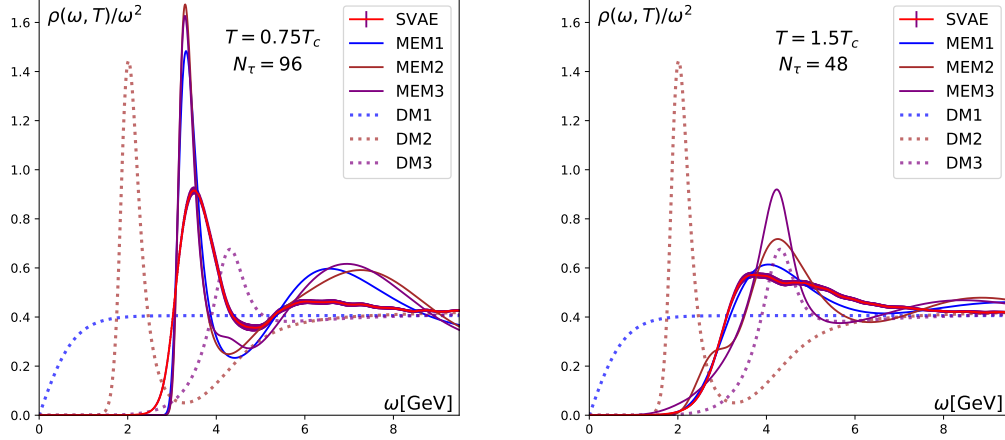 ρ(ω, T)/ω²
T = 0.75T_c
N_τ = 96
SVAE
MEM1
MEM2
MEM3
DM1
DM2
DM3
1.6
1.4
1.2
1.0
0.8
0.6
0.4
0.2
0.0
0
2
4
6
8
ω[GeV]
ρ(ω, T)/ω²
T = 1.5T_c
N_τ = 48
SVAE
MEM1
MEM2
MEM3
DM1
DM2
DM3
1.6
1.4
1.2
1.0
0.8
0.6
0.4
0.2
0.0
0
2
4
6
8
ω[GeV]